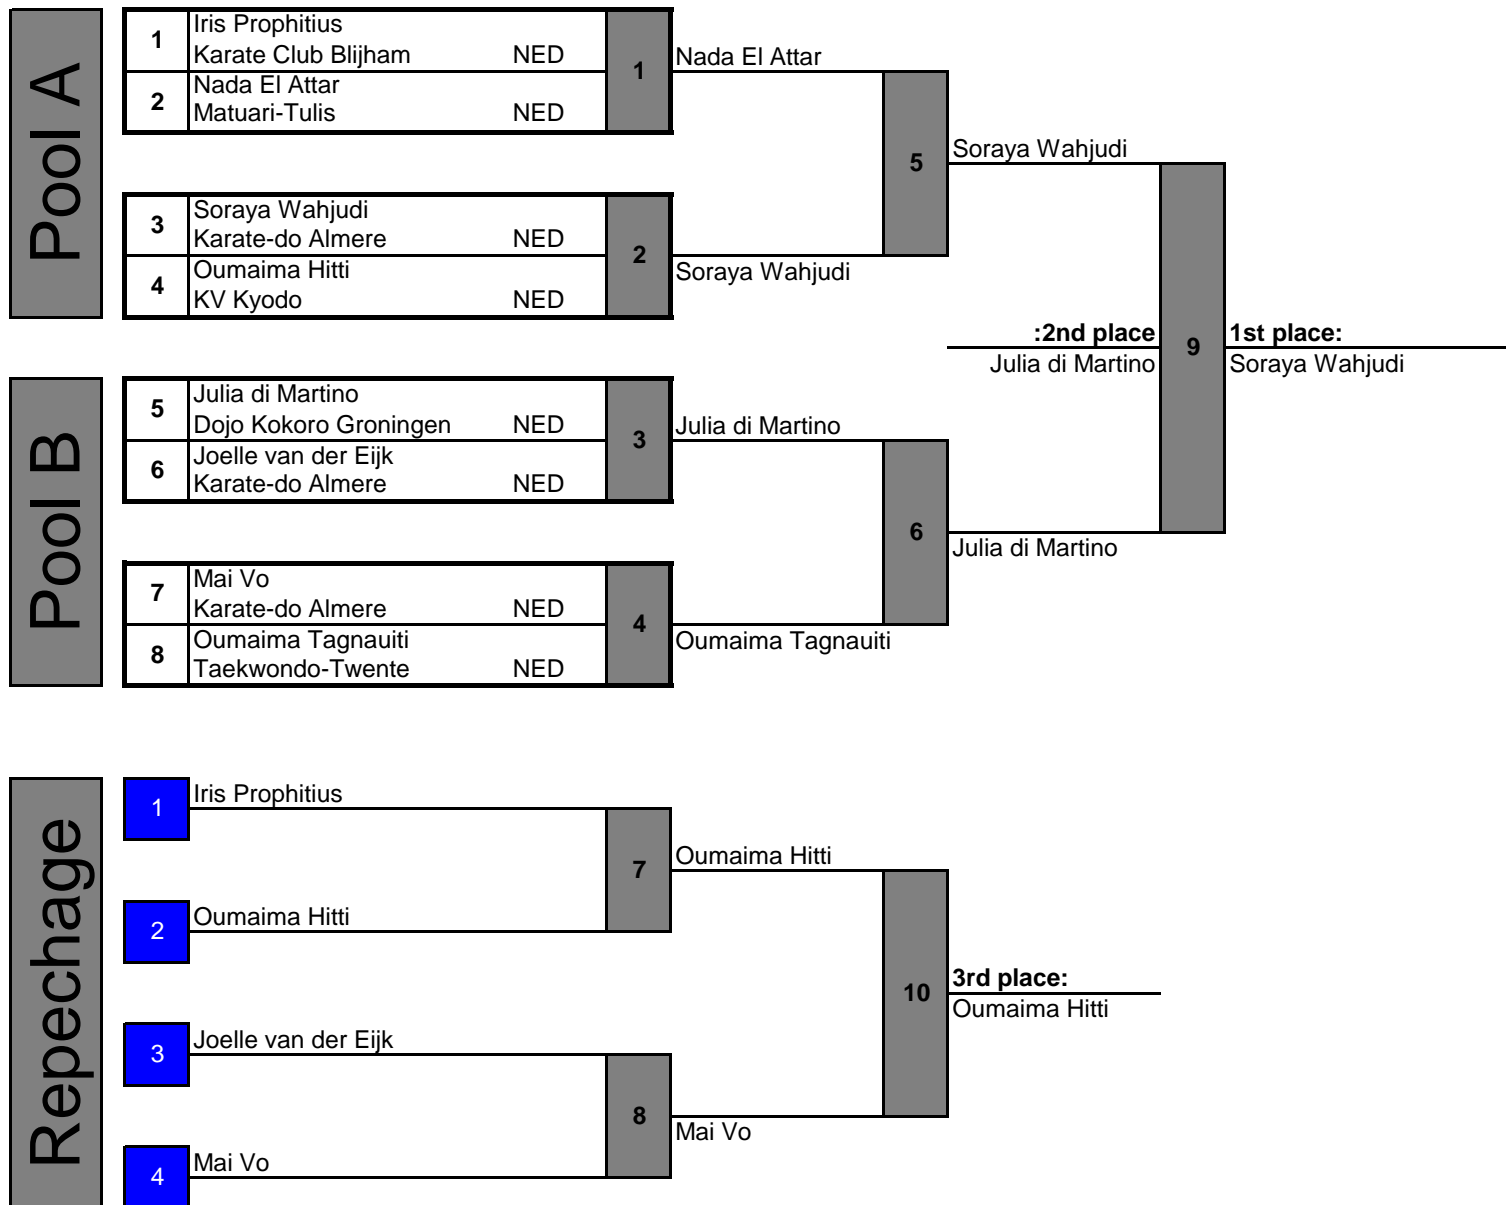 Pool A
1
Iris Prophitius
Karate Club Blijham NED
2
Nada El Attar
Matuari-Tulis NED
1
Nada El Attar
3
Soraya Wahjudi
Karate-do Almere NED
4
Oumaima Hitti
KV Kyodo NED
2
Soraya Wahjudi
5
Soraya Wahjudi
Pool B
5
Julia di Martino
Dojo Kokoro Groningen NED
6
Joelle van der Eijk
Karate-do Almere NED
3
Julia di Martino
7
Mai Vo
Karate-do Almere NED
8
Oumaima Tagnauiti
Taekwondo-Twente NED
4
Oumaima Tagnauiti
6
Julia di Martino
:2nd place
Julia di Martino
9
1st place:
Soraya Wahjudi
Repechage
1
Iris Prophitius
2
Oumaima Hitti
7
Oumaima Hitti
3
Joelle van der Eijk
4
Mai Vo
8
Mai Vo
10
3rd place:
Oumaima Hitti